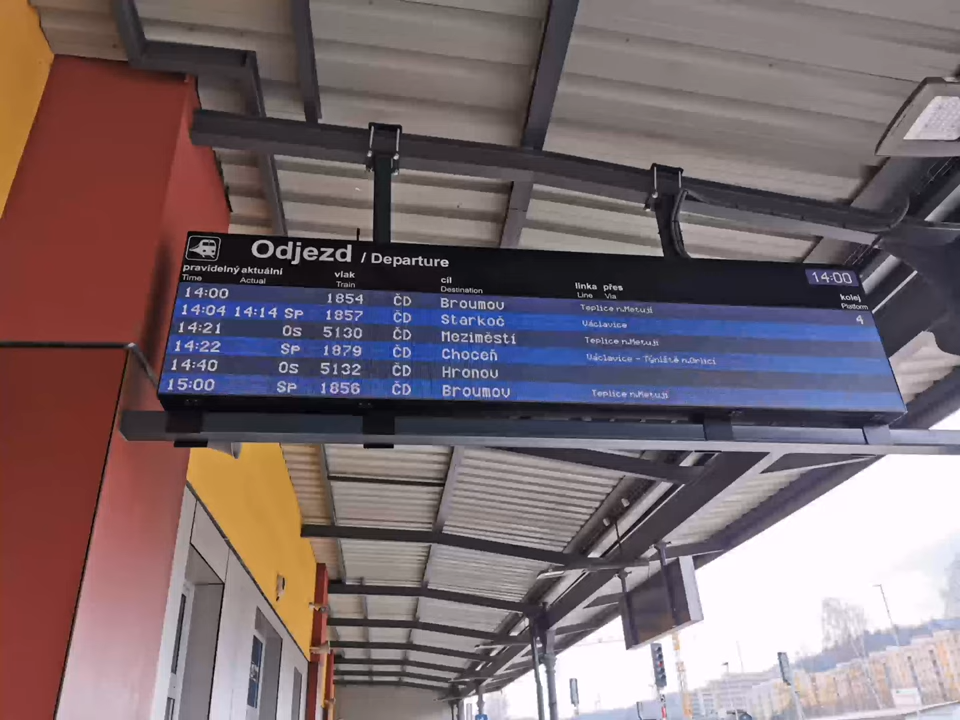 Odjezd / Departure
14:00
pravidelný aktuální vlak cíl linka přes kolej
Time Actual Train Destination Line Via Platform
14:00 1854 ČD Broumov Teplice n.Metují 4
14:04 14:14 Sp 1857 ČD Starkoč Václavice
14:21 Os 5130 ČD Meziměstí Teplice n.Metují
14:22 Sp 1879 ČD Choceň Václavice - Týniště n.Orlicí
14:40 Os 5132 ČD Hronov
15:00 Sp 1856 ČD Broumov Teplice n.Metují